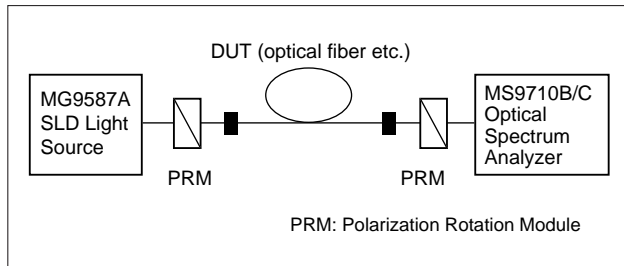 DUT (optical fiber etc.)
MG9587A
SLD Light
Source
MS9710B/C
Optical
Spectrum
Analyzer
PRM
PRM
PRM: Polarization Rotation Module